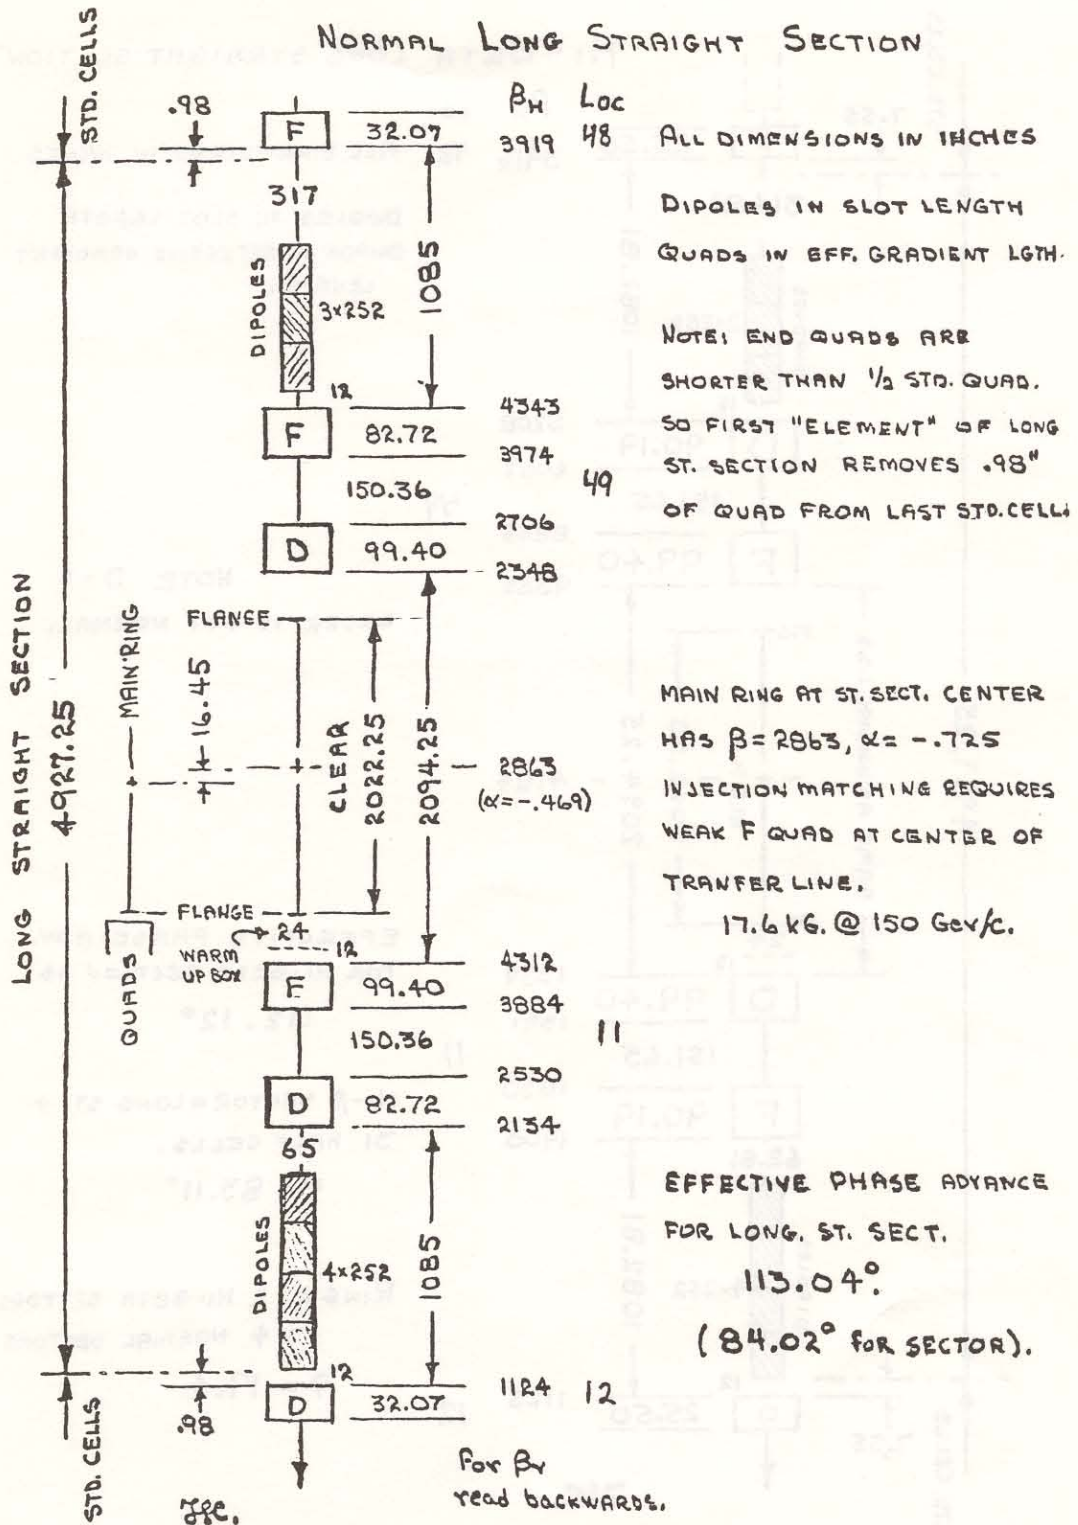 NORMAL LONG STRAIGHT SECTION
STD. CELLS
.98
F
32.07
βH LOC
3919 48
ALL DIMENSIONS IN INCHES
317
DIPOLES
3×252
1085
DIPOLES IN SLOT LENGTH
QUADS IN EFF. GRADIENT LGTH.
NOTE: END QUADS ARE
SHORTER THAN 1/2 STD. QUAD.
SO FIRST "ELEMENT" OF LONG
ST. SECTION REMOVES .98"
OF QUAD FROM LAST STD. CELL.
12
4343
F
82.72
3974
150.36
49
2706
D
99.40
2348
LONG STRAIGHT SECTION
4927.25
MAIN RING
FLANGE
16.45
CLEAR
2022.25
2094.25
2863
(α=-.469)
MAIN RING AT ST. SECT. CENTER
HAS β=2863, α= -.725
INJECTION MATCHING REQUIRES
WEAK F QUAD AT CENTER OF
TRANFER LINE.
17.6 KG. @ 150 GeV/c.
FLANGE
QUADS
24
WARM
UP BOX
12
4312
F
99.40
3884
150.36
11
2530
D
82.72
2134
65
DIPOLES
4×252
1085
EFFECTIVE PHASE ADVANCE
FOR LONG. ST. SECT.
113.04°.
(84.02° FOR SECTOR).
12
1124 12
D
32.07
.98
STD. CELLS
For βv
read backwards.